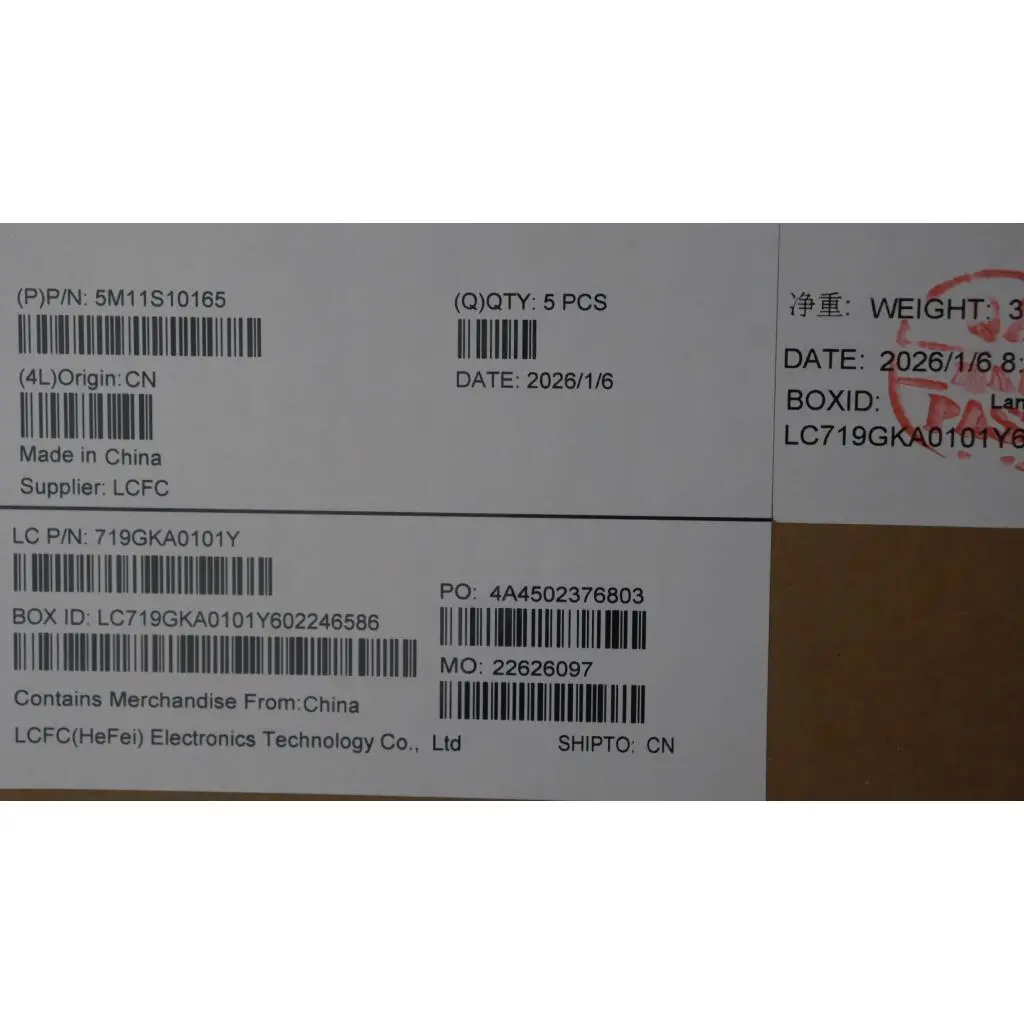 (P)P/N: 5M11S10165
(Q)QTY: 5 PCS
(4L)Origin:CN
DATE: 2026/1/6
Made in China
Supplier: LCFC
LC P/N: 719GKA0101Y
PO: 4A4502376803
BOX ID: LC719GKA0101Y602246586
MO: 22626097
Contains Merchandise From:China
LCFC(HeFei) Electronics Technology Co., Ltd
SHIPTO: CN
净重: WEIGHT: 3
DATE: 2026/1/6 8:
BOXID:
LC719GKA0101Y6